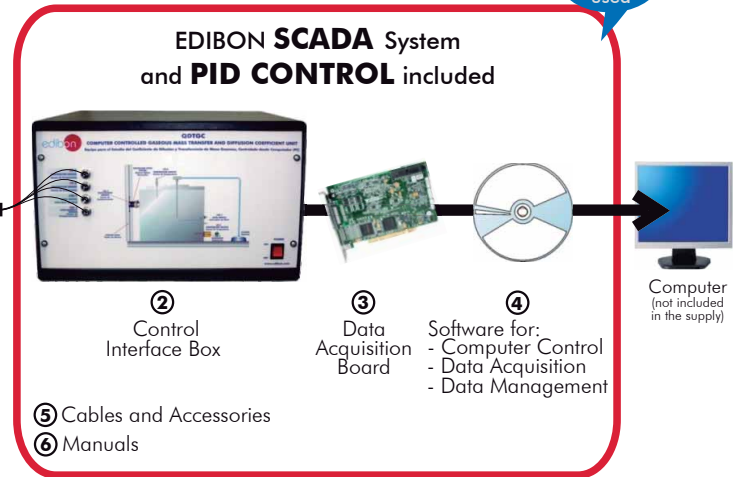 used
EDIBON SCADA System
and PID CONTROL included
edibon
QDTGC
COMPUTER CONTROLLED GASEOUS MASS TRANSFER AND DIFFUSION COEFFICIENT UNIT
2
Control
Interface Box
3
Data
Acquisition
Board
4
Software for:
- Computer Control
- Data Acquisition
- Data Management
Computer
(not included
in the supply)
5 Cables and Accessories
6 Manuals